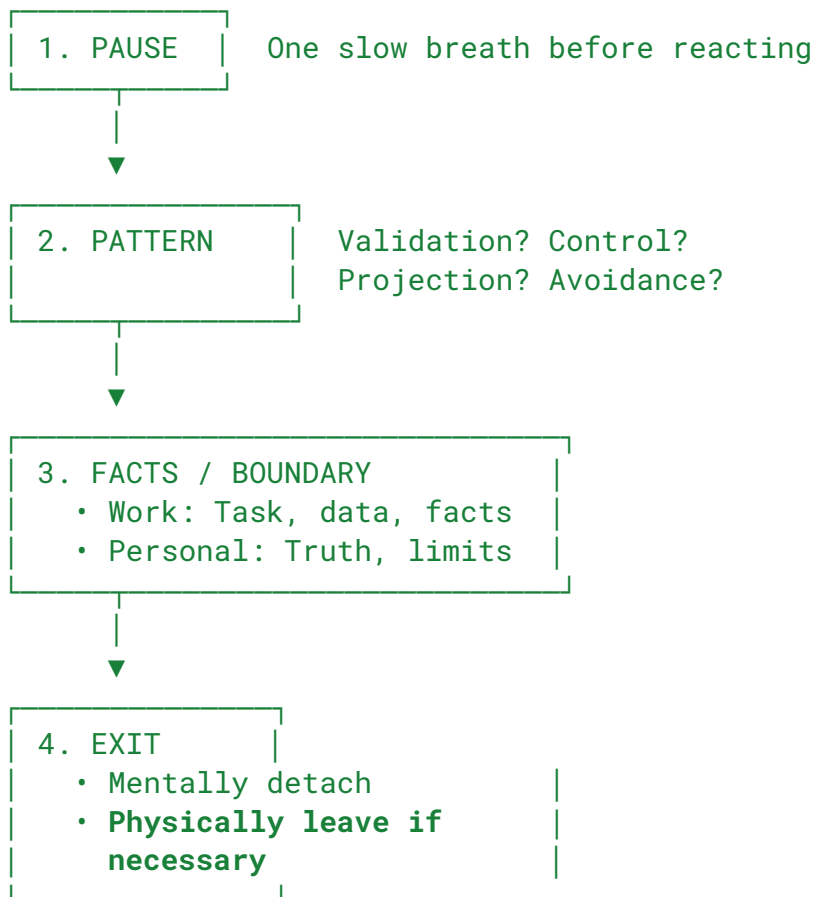 1. PAUSE One slow breath before reacting
2. PATTERN Validation? Control?
Projection? Avoidance?
3. FACTS / BOUNDARY
• Work: Task, data, facts
• Personal: Truth, limits
4. EXIT
• Mentally detach
• Physically leave if
necessary